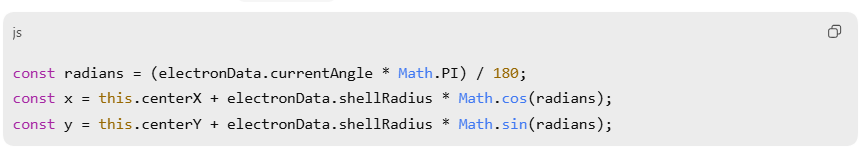 js
const radians = (electronData.currentAngle * Math.PI) / 180;
const x = this.centerX + electronData.shellRadius * Math.cos(radians);
const y = this.centerY + electronData.shellRadius * Math.sin(radians);